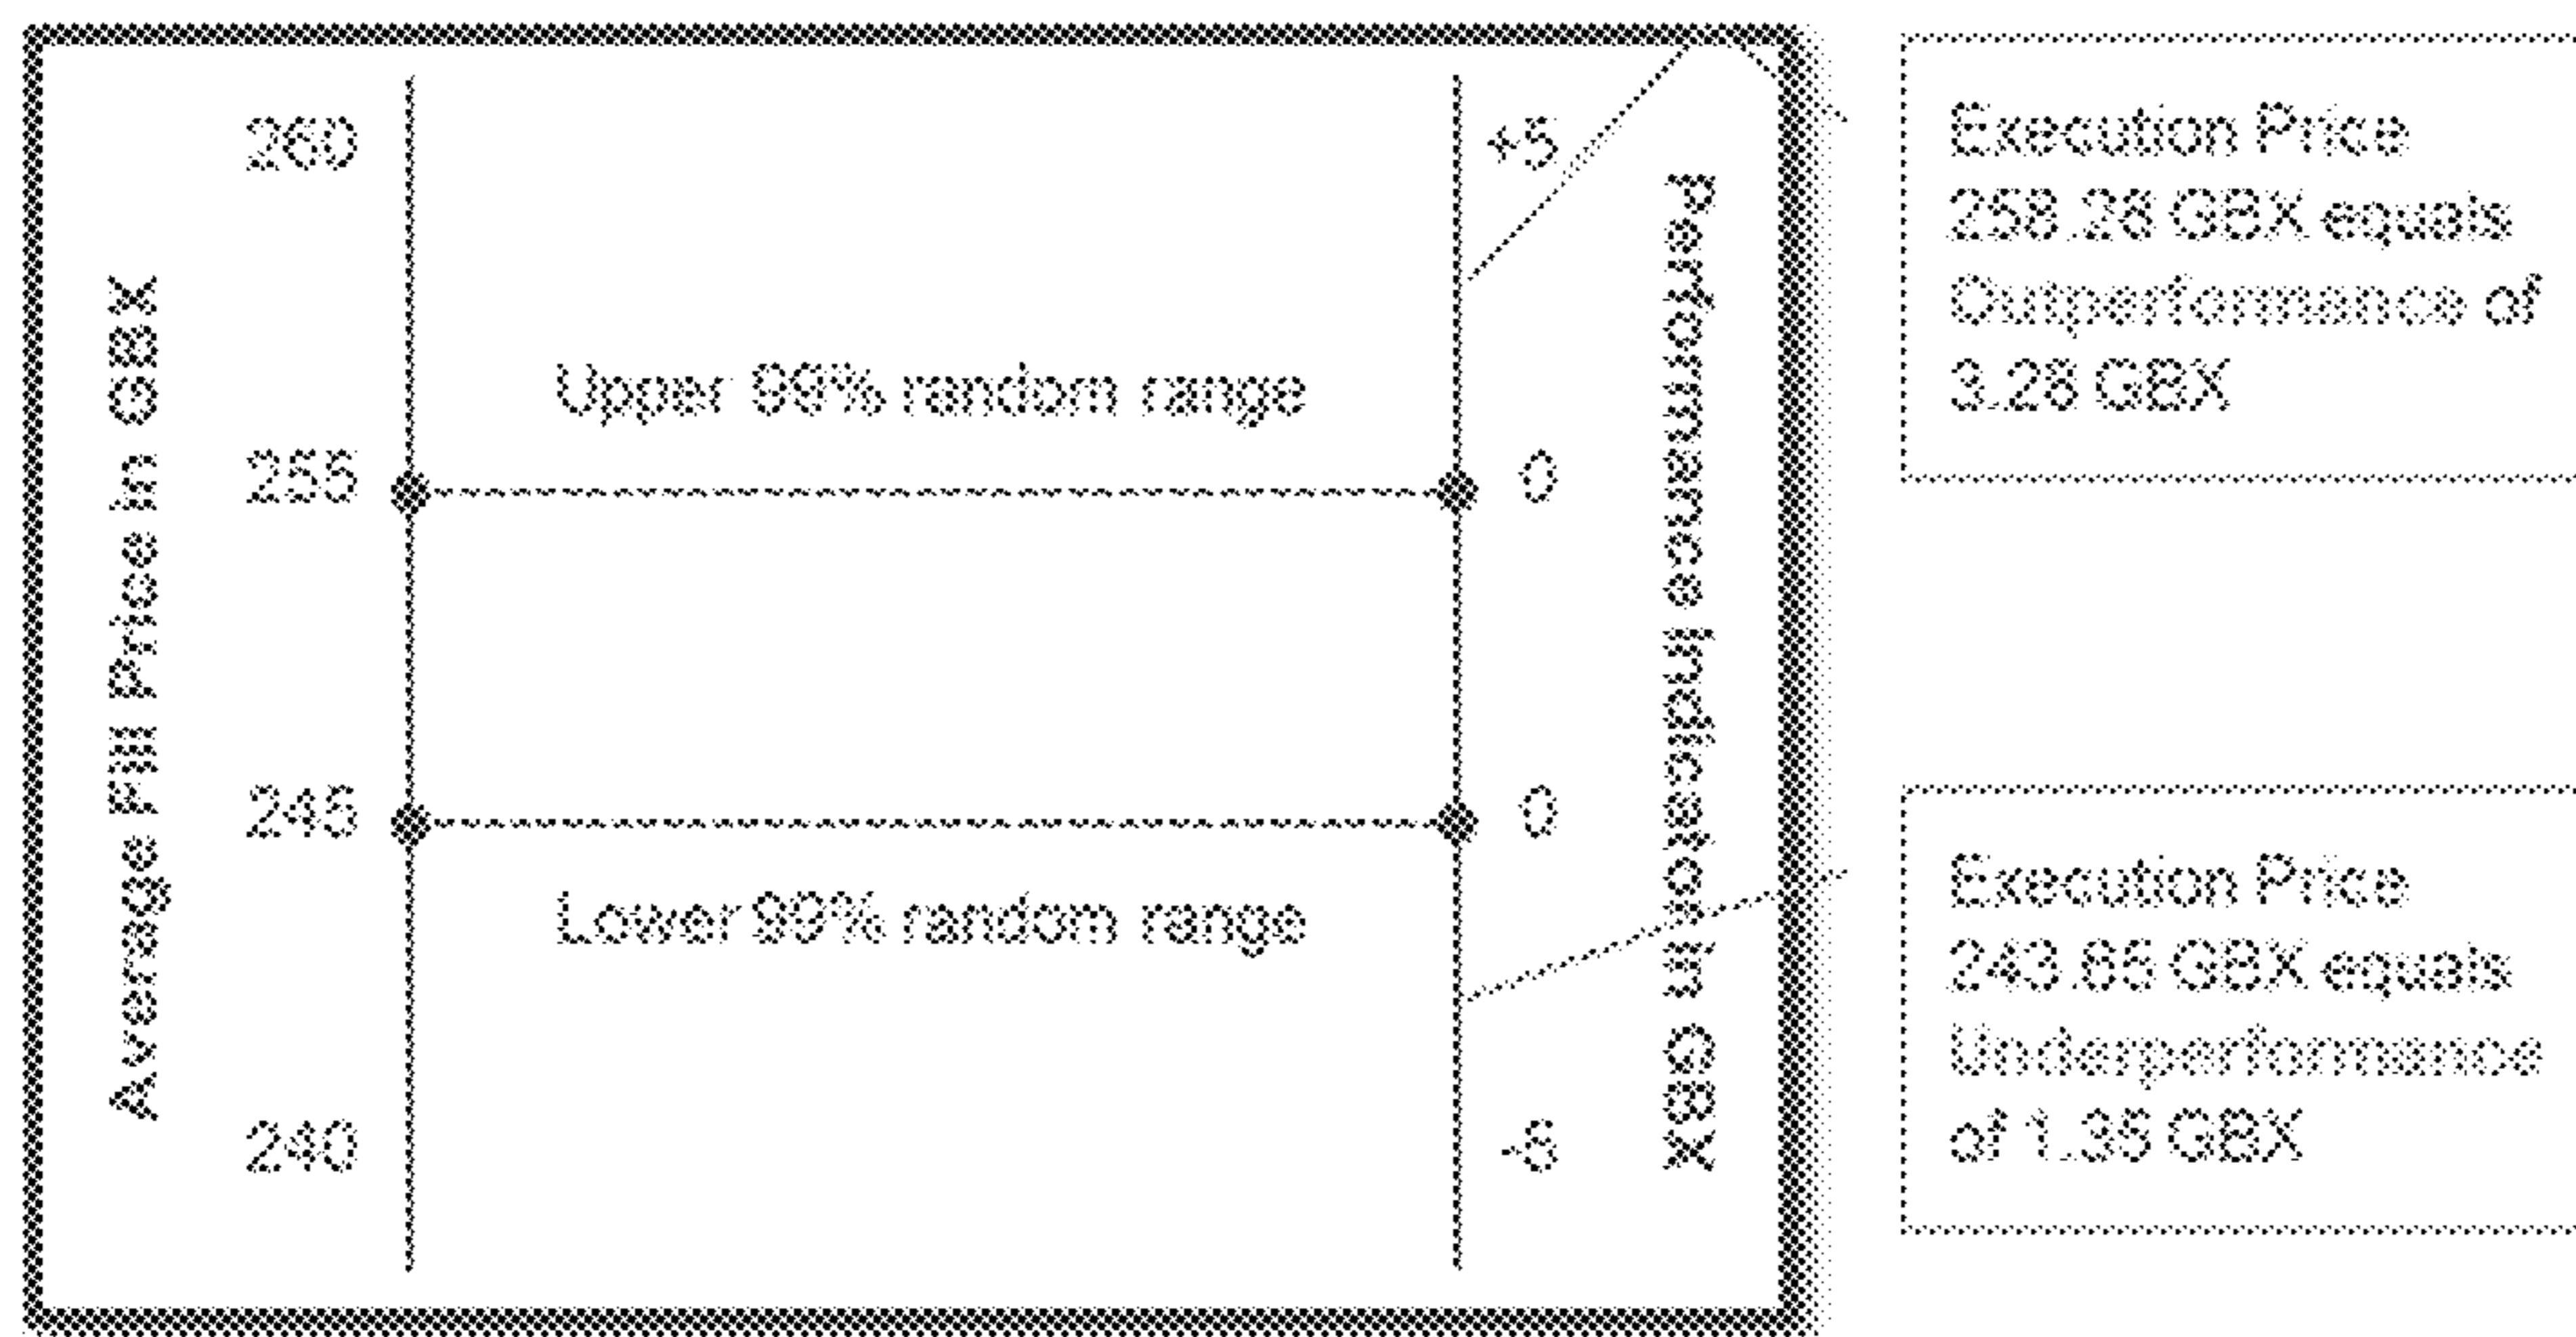 Average Fill Price in GBX
260
255
245
240
Upper 99% random range
Lower 99% random range
+5
0
0
-5
Performance Indicator in GBX
Execution Price
258.28 GBX equals
Outperformance of
3.28 GBX
Execution Price
243.65 GBX equals
Underperformance
of 1.35 GBX